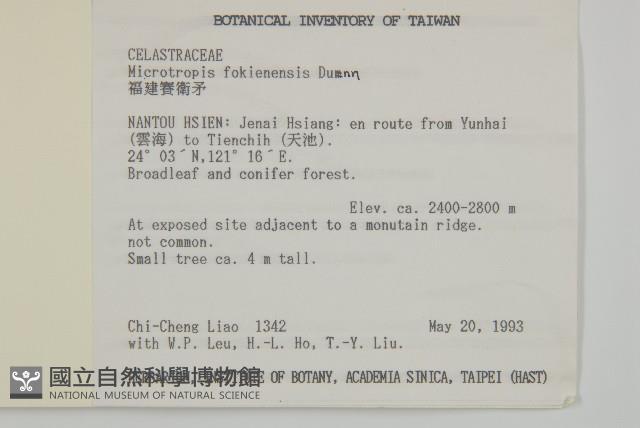 BOTANICAL INVENTORY OF TAIWAN
CELASTRACEAE
Microtropis fokienensis Dunn
福建賽衛矛
NANTOU HSIEN: Jenai Hsiang: en route from Yunhai
(雲海) to Tienchih (天池).
24° 03´N,121° 16´E.
Broadleaf and conifer forest.
Elev. ca. 2400-2800 m
At exposed site adjacent to a monutain ridge.
not common.
Small tree ca. 4 m tall.
Chi-Cheng Liao 1342 May 20, 1993
with W.P. Leu, H.-L. Ho, T.-Y. Liu.
OF BOTANY, ACADEMIA SINICA, TAIPEI (HAST)
國立自然科學博物館
NATIONAL MUSEUM OF NATURAL SCIENCE